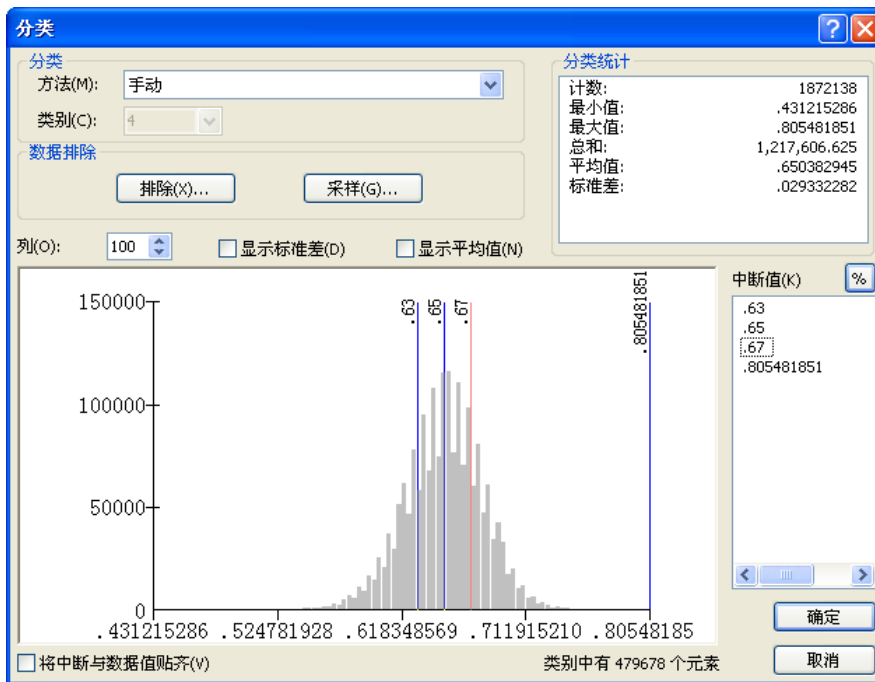 分类
分类
方法(M): 手动
类别(C): 4
数据排除
排除(X)... 采样(G)...
分类统计
计数: 1872138
最小值: .431215286
最大值: .805481851
总和: 1,217,606.625
平均值: .650382945
标准差: .029332282
列(O): 100 显示标准差(D) 显示平均值(N)
中断值(K) %
.63
.65
.67
.805481851
150000
100000
50000
0
.63 .65 .67 .805481851
.431215286 .524781928 .618348569 .711915210 .80548185
确定
取消
将中断与数据值贴齐(V) 类别中有 479678 个元素